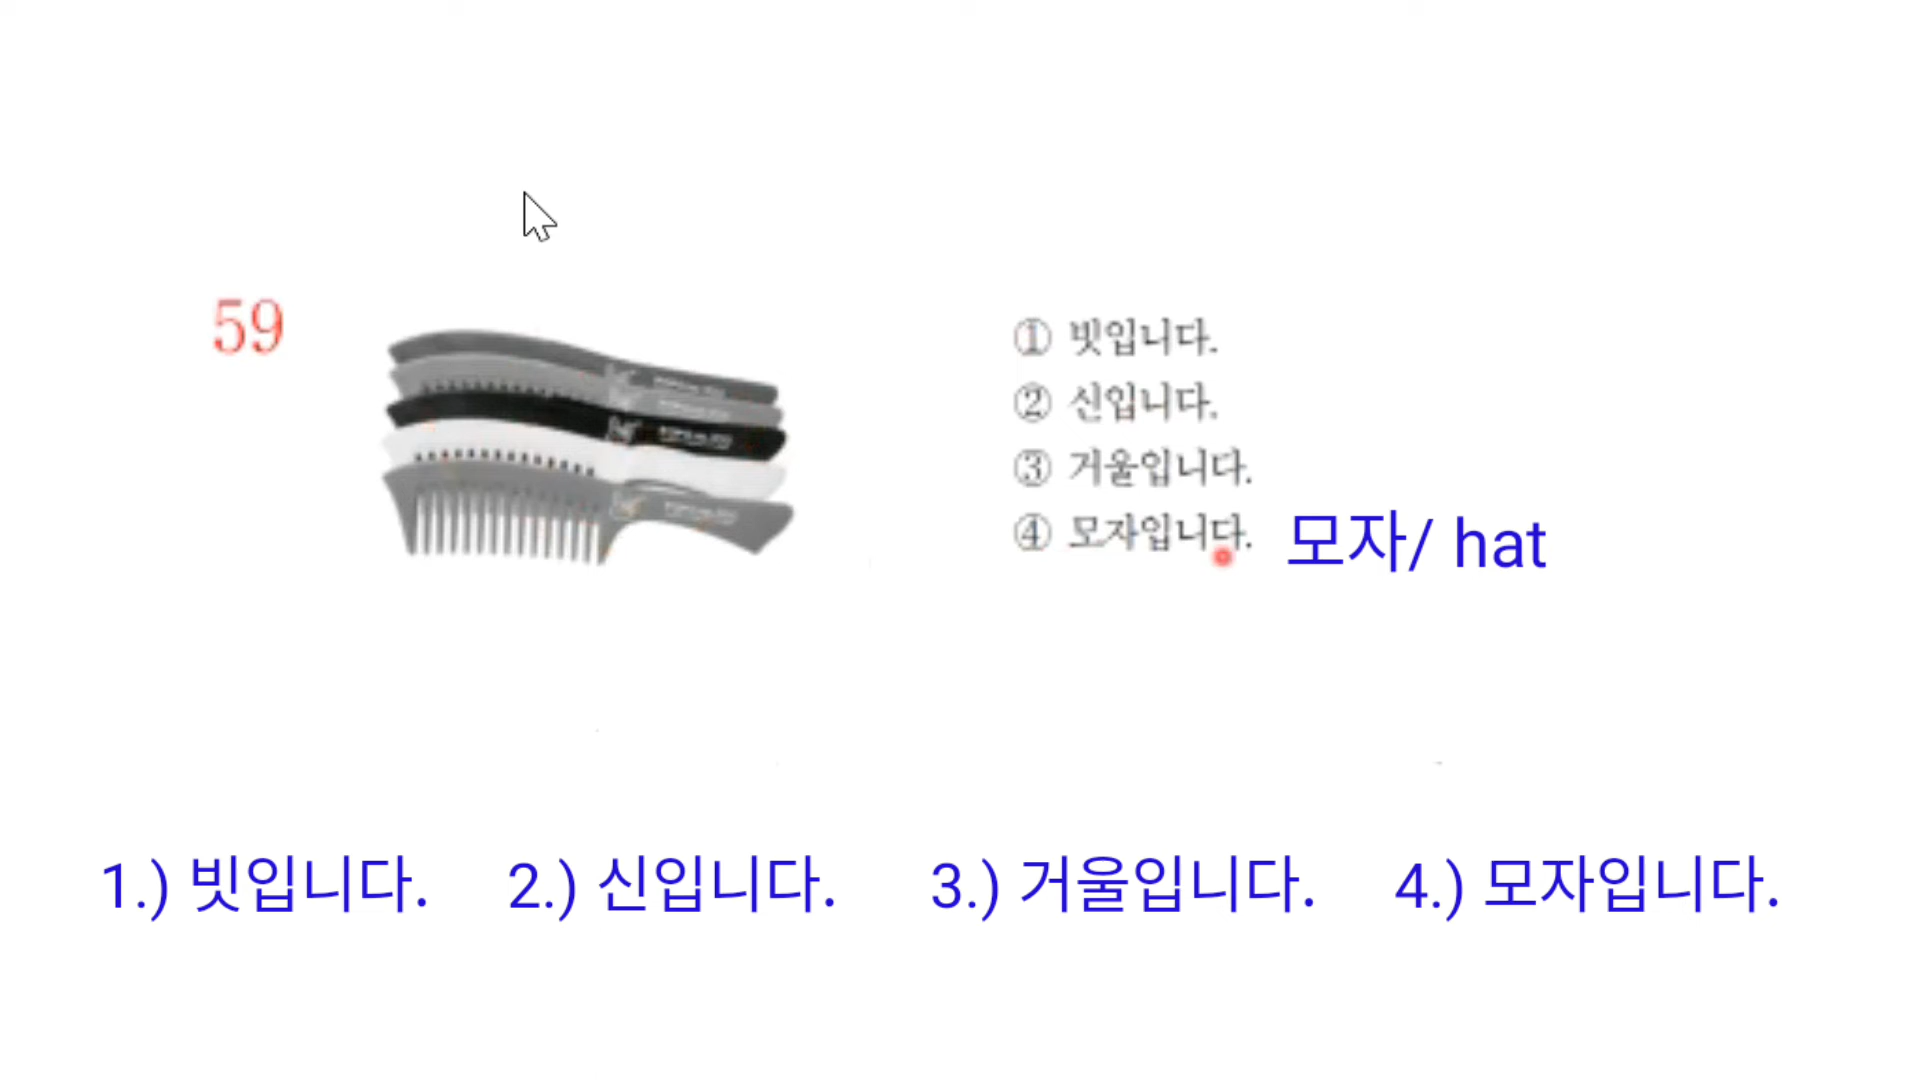 59
① 빗입니다.
② 신입니다.
③ 거울입니다.
④ 모자입니다. 모자/ hat
1.) 빗입니다. 2.) 신입니다. 3.) 거울입니다. 4.) 모자입니다.